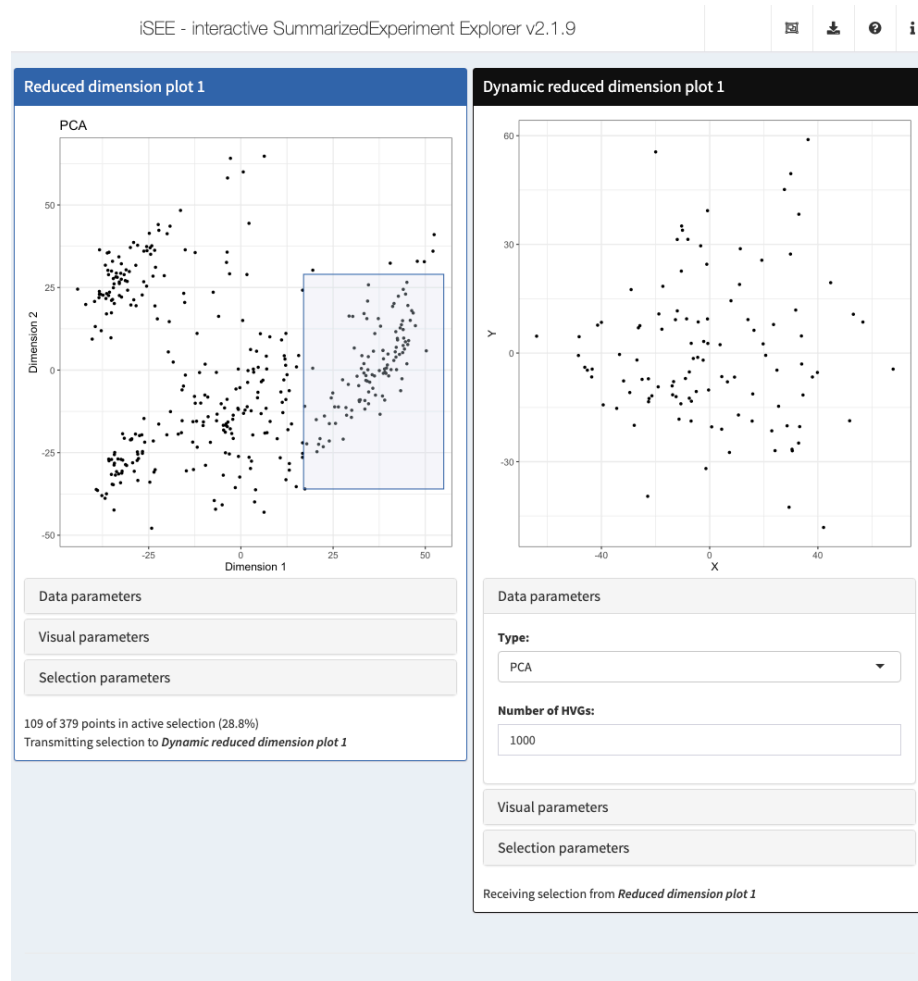 iSEE - interactive SummarizedExperiment Explorer v2.1.9
Reduced dimension plot 1
PCA
50
25
0
-25
-50
Dimension 2
-25
0
25
50
Dimension 1
Data parameters
Visual parameters
Selection parameters
109 of 379 points in active selection (28.8%)
Transmitting selection to Dynamic reduced dimension plot 1
Dynamic reduced dimension plot 1
60
30
0
-30
Y
-40
0
40
X
Data parameters
Type:
PCA
Number of HVGs:
1000
Visual parameters
Selection parameters
Receiving selection from Reduced dimension plot 1